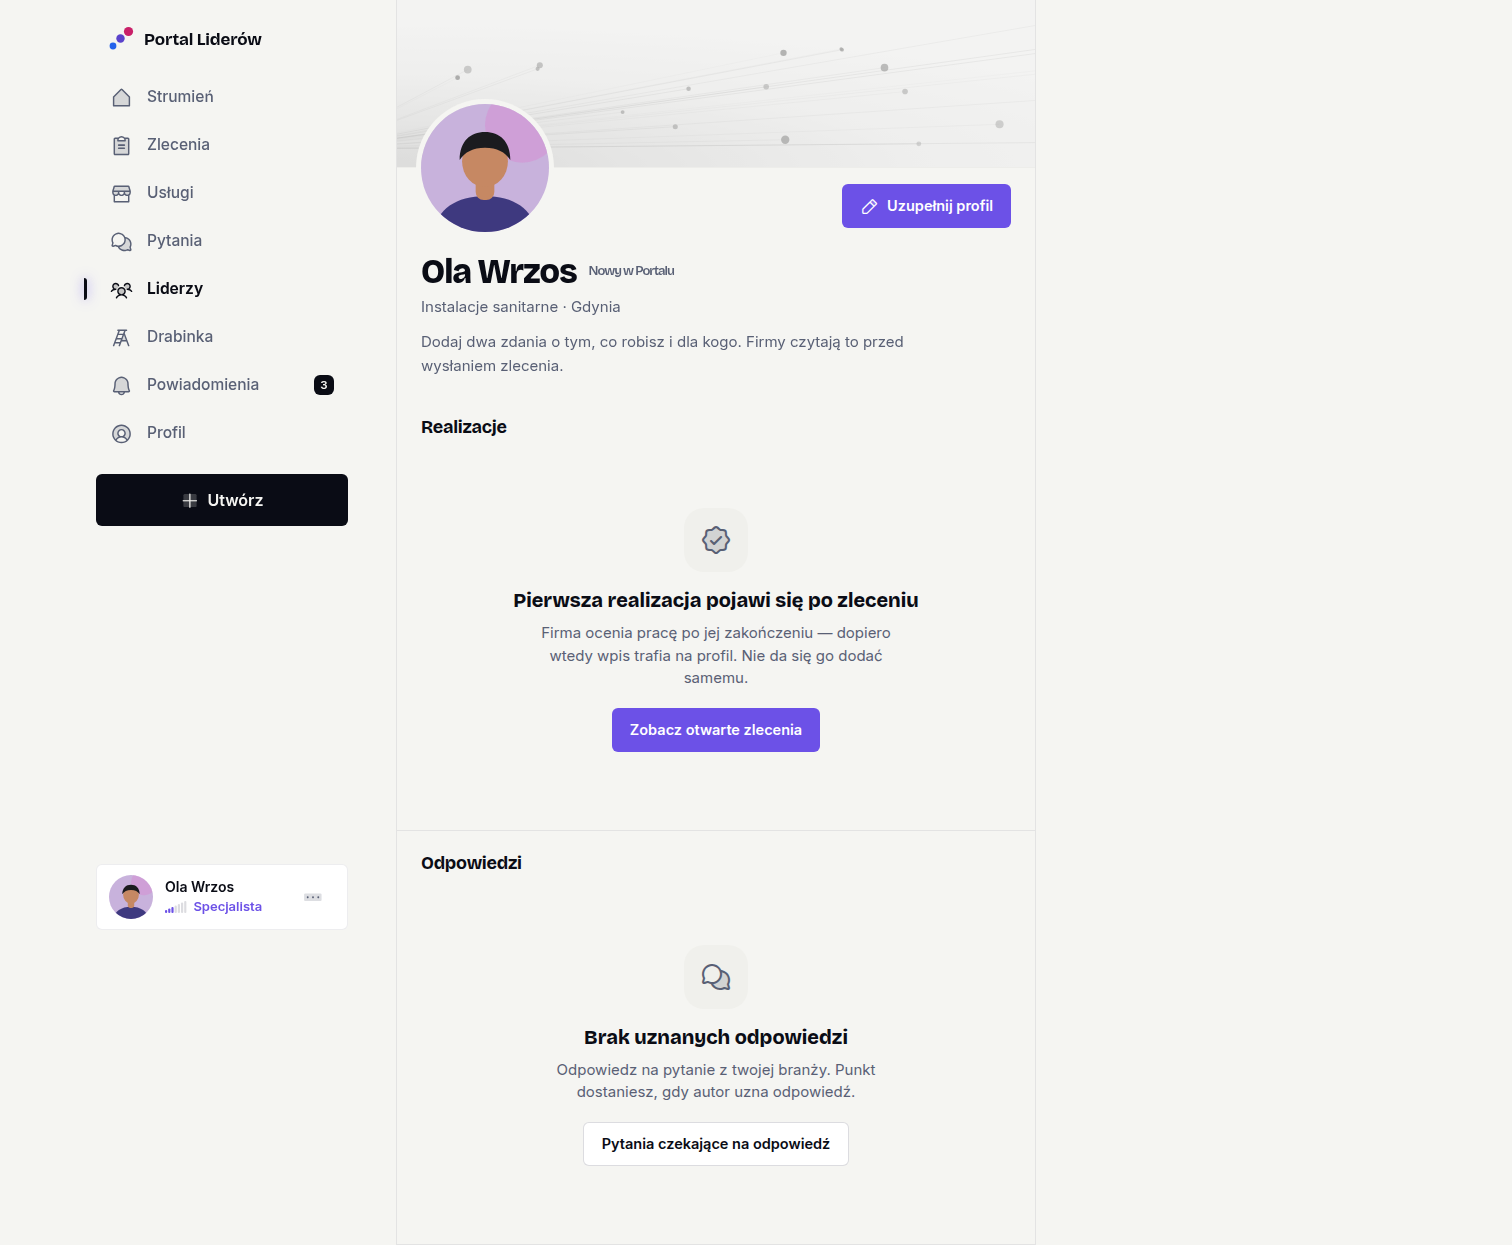 Portal Liderów
Strumień
Zlecenia
Usługi
Pytania
Liderzy
Drabinka
Powiadomienia 3
Profil
Utwórz
Ola Wrzos
Specjalista
Uzupełnij profil
Ola Wrzos Nowy w Portalu
Instalacje sanitarne · Gdynia
Dodaj dwa zdania o tym, co robisz i dla kogo. Firmy czytają to przed
wysłaniem zlecenia.
Realizacje
Pierwsza realizacja pojawi się po zleceniu
Firma ocenia pracę po jej zakończeniu — dopiero
wtedy wpis trafia na profil. Nie da się go dodać
samemu.
Zobacz otwarte zlecenia
Odpowiedzi
Brak uznanych odpowiedzi
Odpowiedz na pytanie z twojej branży. Punkt
dostaniesz, gdy autor uzna odpowiedź.
Pytania czekające na odpowiedź